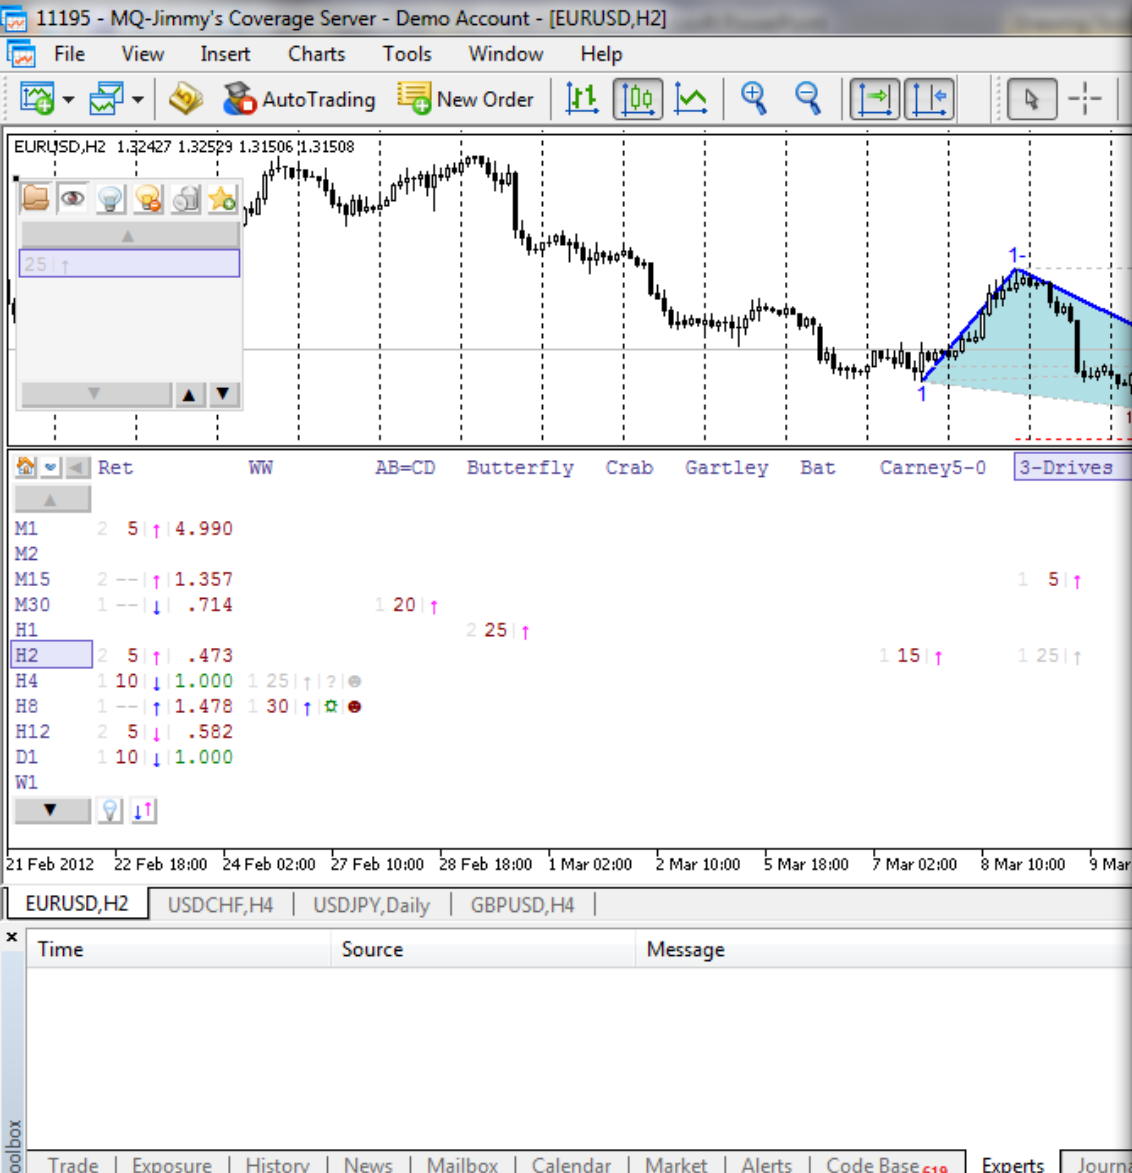 11195 - MQ-Jimmy's Coverage Server - Demo Account - [EURUSD,H2]
File View Insert Charts Tools Window Help
AutoTrading New Order
EURUSD,H2 1.32427 1.32529 1.31506 1.31508
25 | ↑
1-
1
1
Ret WW AB=CD Butterfly Crab Gartley Bat Carney5-0 3-Drives
M1 2 5|↑|4.990
M2
M15 2 --|↑|1.357 1 5|↑
M30 1 --|↓| .714 1 20|↑
H1 2 25|↑
H2 2 5|↑| .473 1 15|↑ 1 25|↑
H4 1 10|↓|1.000 1 25|↑|?|
H8 1 --|↑|1.478 1 30|↑|
H12 2 5|↓| .582
D1 1 10|↓|1.000
W1
↓↑
21 Feb 2012 22 Feb 18:00 24 Feb 02:00 27 Feb 10:00 28 Feb 18:00 1 Mar 02:00 2 Mar 10:00 5 Mar 18:00 7 Mar 02:00 8 Mar 10:00 9 Mar
EURUSD,H2 USDCHF,H4 | USDJPY,Daily | GBPUSD,H4 |
Time Source Message
oolbox
Trade | Exposure | History | News | Mailbox | Calendar | Market | Alerts | Code Base 619 Experts Journ